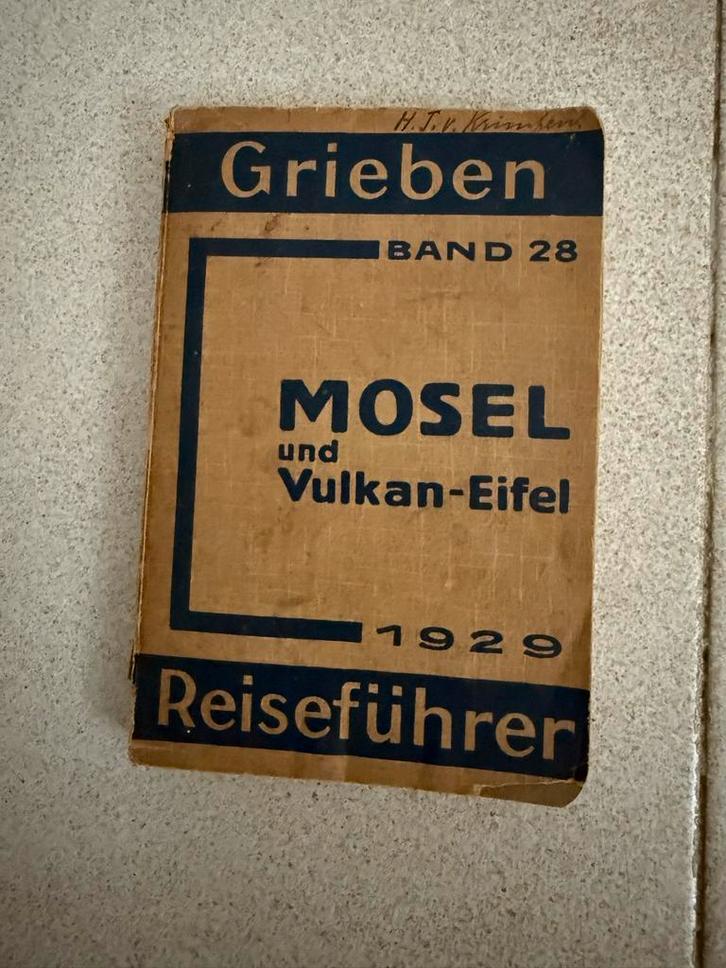 H. J. v.
Grieben
BAND 28
MOSEL
und
Vulkan-Eifel
1929
Reiseführer